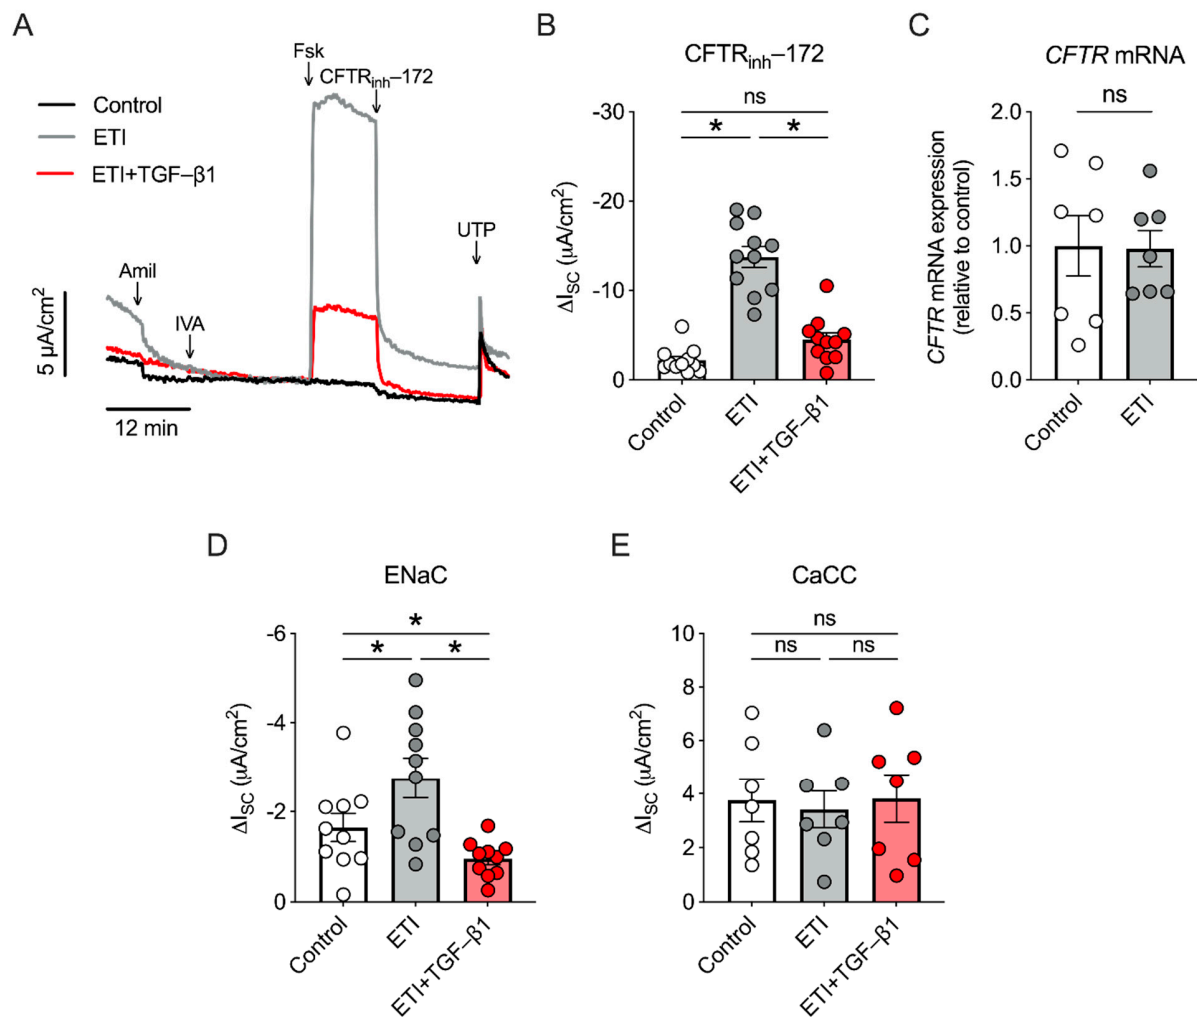 A
Control
ETI
ETI+TGF–β1
Fsk
CFTRinh–172
Amil
IVA
UTP
5 μA/cm2
12 min
B
CFTRinh–172
ns
* *
ΔISC (μA/cm2)
-30
-20
-10
0
Control
ETI
ETI+TGF–β1
C
CFTR mRNA
ns
CFTR mRNA expression
(relative to control)
2.0
1.5
1.0
0.5
0.0
Control
ETI
D
ENaC
*
* *
ΔISC (μA/cm2)
-6
-4
-2
0
Control
ETI
ETI+TGF–β1
E
CaCC
ns
ns ns
ΔISC (μA/cm2)
10
8
6
4
2
0
Control
ETI
ETI+TGF–β1